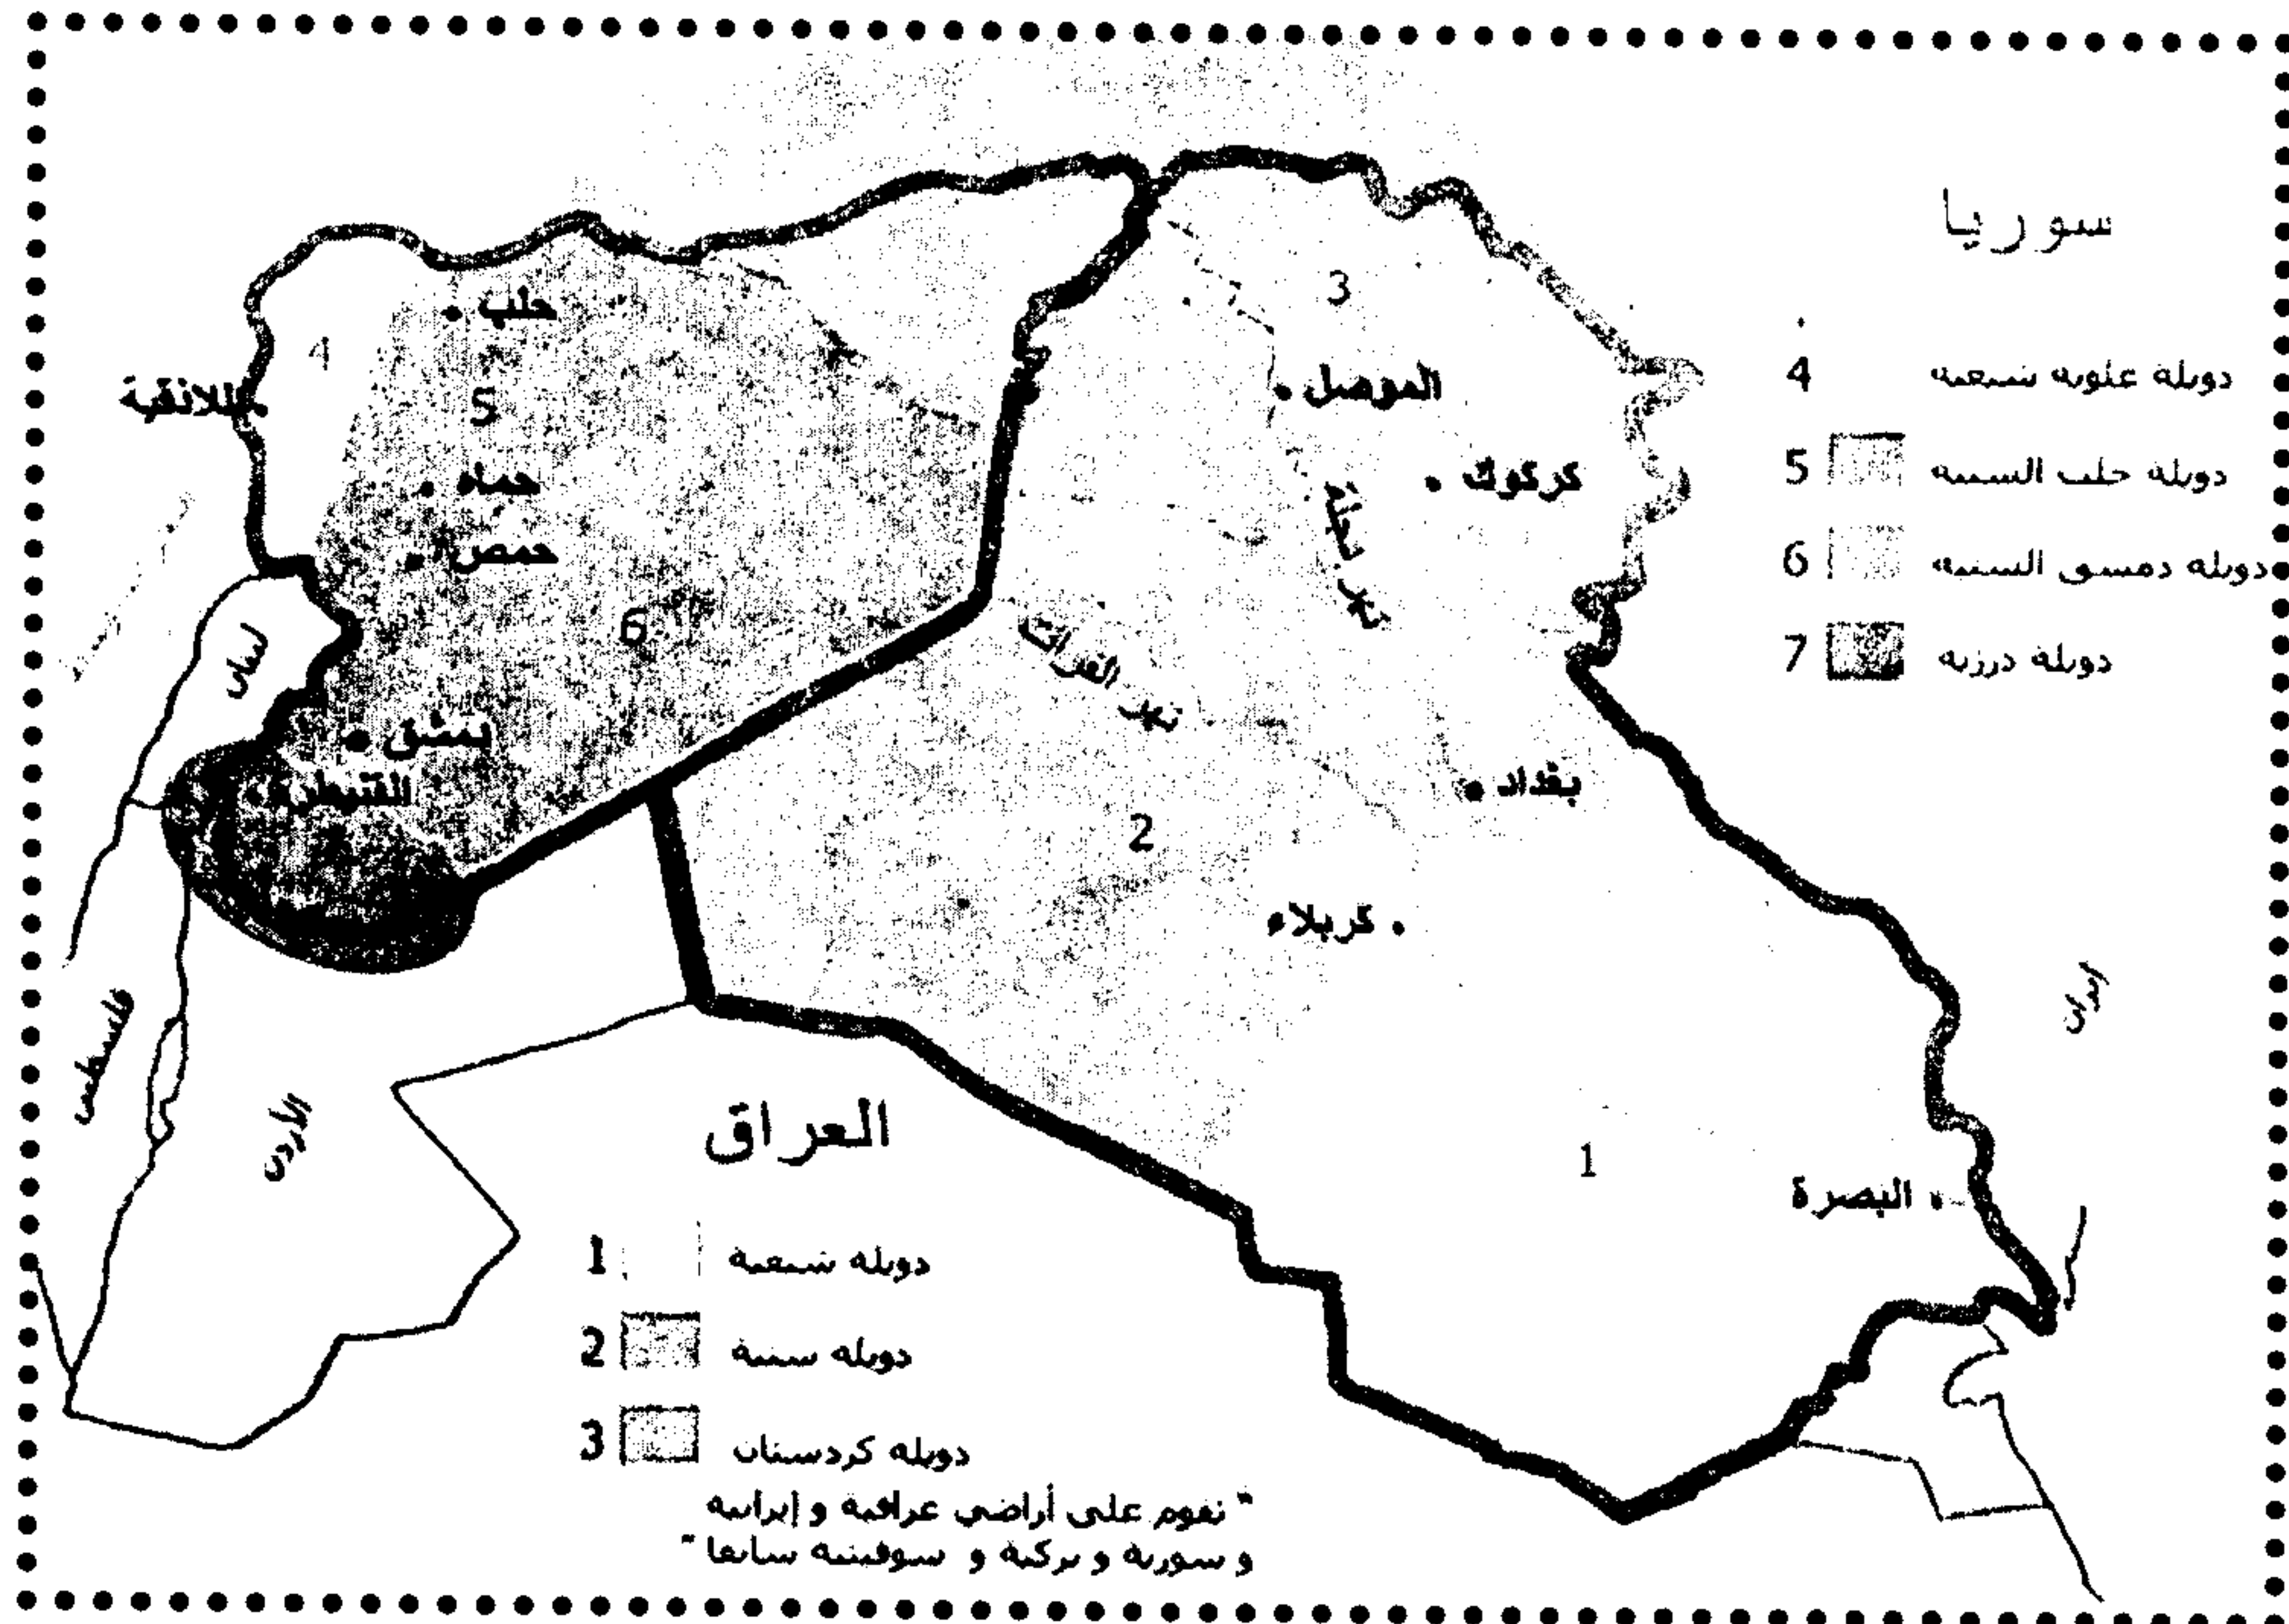 سوريا
4 دويلة علوية شيعية
5 دويلة حلب السنية
6 دويلة دمشق السنية
7 دويلة درزية
3
حلب
4
الموصل
اللاذقية
5
كركوك
حماه
نهر دجلة
حمص
6
نهر الفرات
لبنان
دمشق
القنيطرة
بغداد
2
كربلاء
إيران
فلسطين
الأردن
العراق
1
البصرة
1 دويلة شيعية
2 دويلة سنية
3 دويلة كردستان
" تقوم على أراضي عراقية و إيرانية
و سورية و تركية و سوفيتية سابقا "